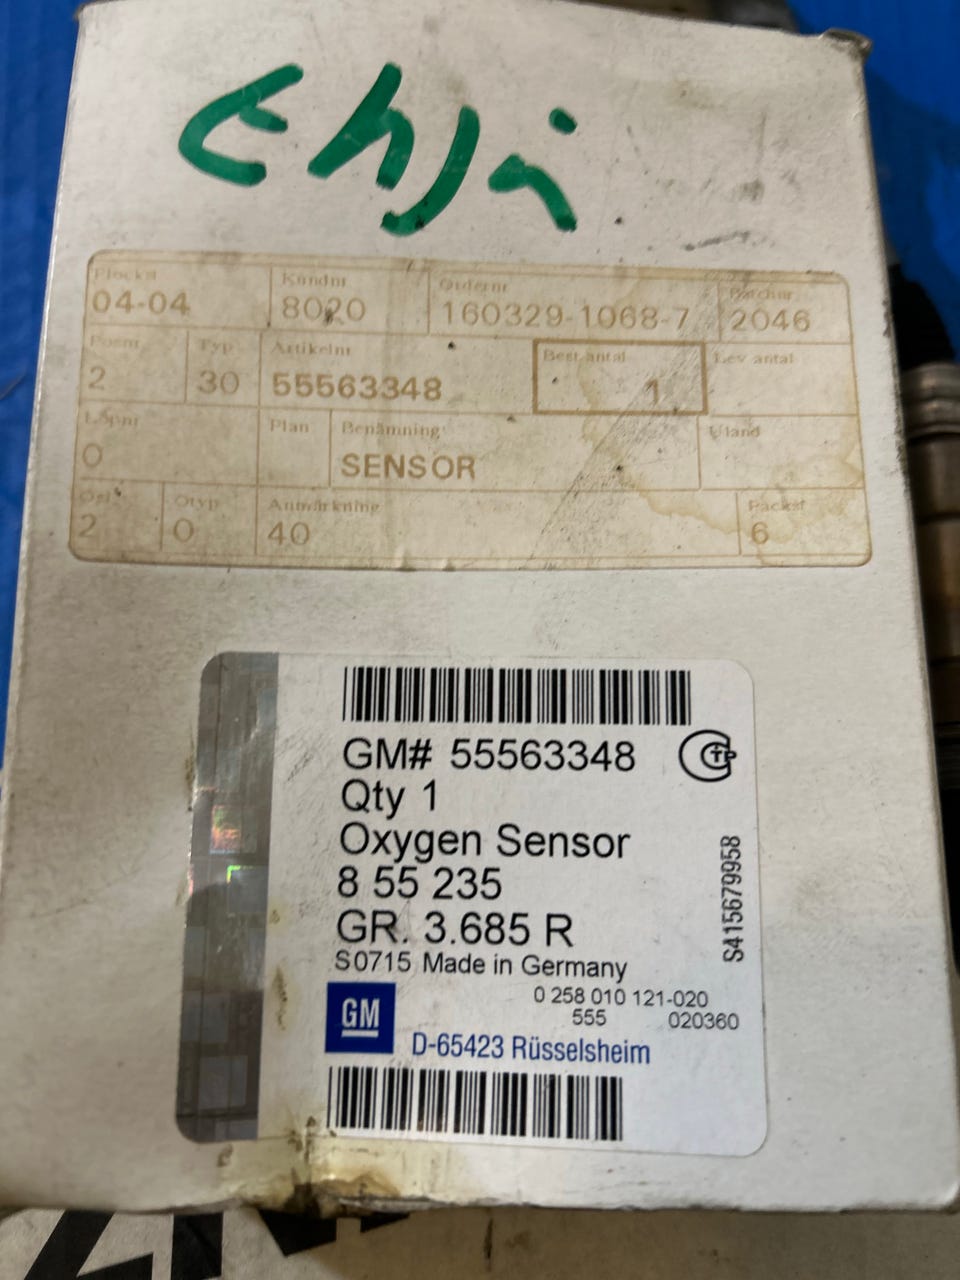 Plockst Kundnr Ordernr Batchnr
04-04 8020 160329-1068-7 2046
Posnr Typ Artikelnr Best antal Lev antal
2 30 55563348 1
Löpnr Plan Benämning Uland
0 SENSOR
Otyp Anmärkning Packst
2 0 40 6
GM# 55563348
Qty 1
Oxygen Sensor
8 55 235
GR. 3.685 R
S0715 Made in Germany
0 258 010 121-020
555 020360
GM
D-65423 Rüsselsheim
S415679958